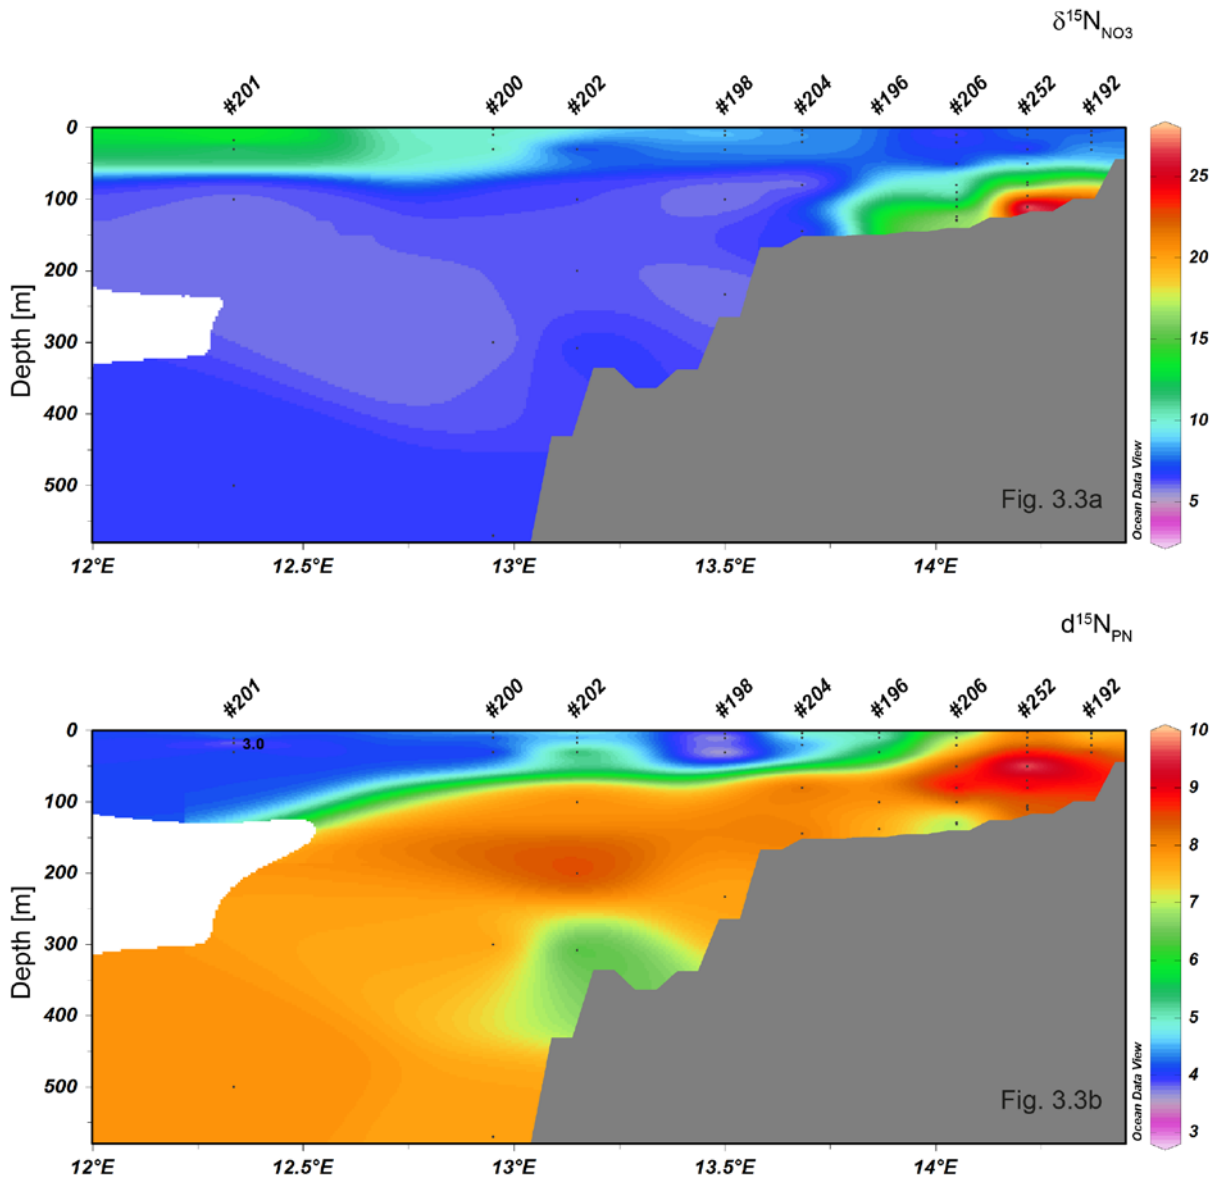 δ¹⁵N_NO3
#201 #200 #202 #198 #204 #196 #206 #252 #192
0
100
200
300
400
500
Depth [m]
25
20
15
10
5
Ocean Data View
Fig. 3.3a
12°E 12.5°E 13°E 13.5°E 14°E
d¹⁵N_PN
#201 #200 #202 #198 #204 #196 #206 #252 #192
3.0
0
100
200
300
400
500
Depth [m]
10
9
8
7
6
5
4
3
Ocean Data View
Fig. 3.3b
12°E 12.5°E 13°E 13.5°E 14°E